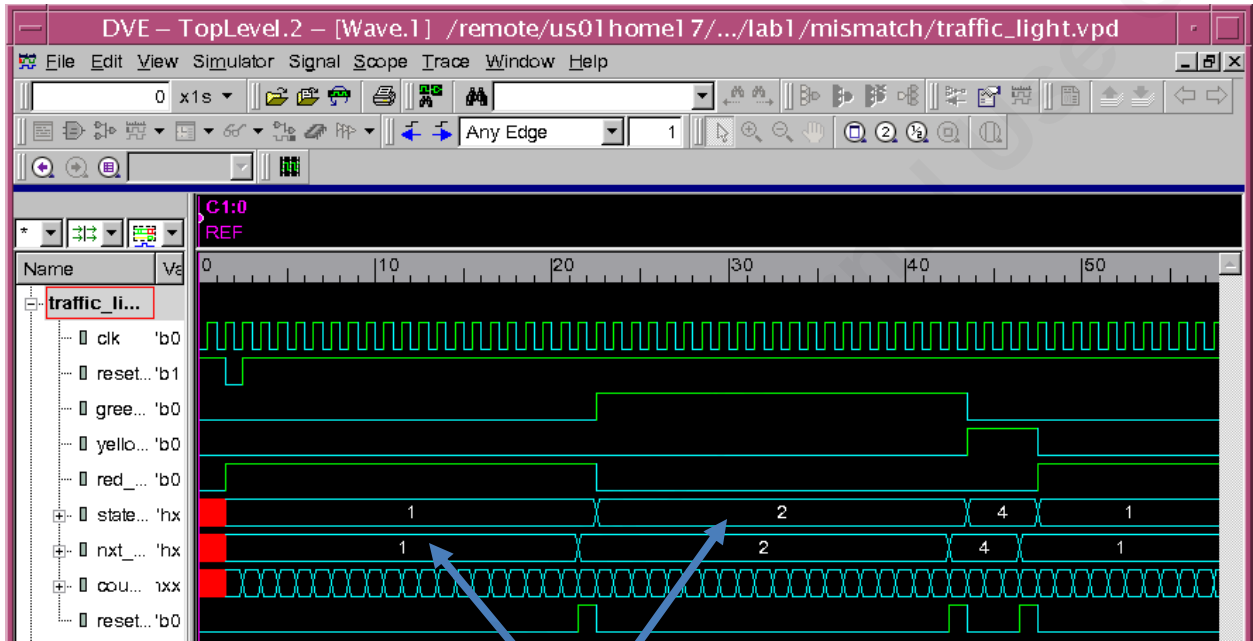 DVE – TopLevel.2 – [Wave.1] /remote/us01home17/.../lab1/mismatch/traffic_light.vpd
File Edit View Simulator Signal Scope Trace Window Help
0 x1s
Any Edge 1
C1:0
REF
*
Name Va
0 10 20 30 40 50
traffic_li...
clk 'b0
reset... 'b1
gree... 'b0
yello... 'b0
red_... 'b0
state... 'hx 1 2 4 1
nxt_... 'hx 1 2 4 1
cou... 'hxx
reset... 'b0